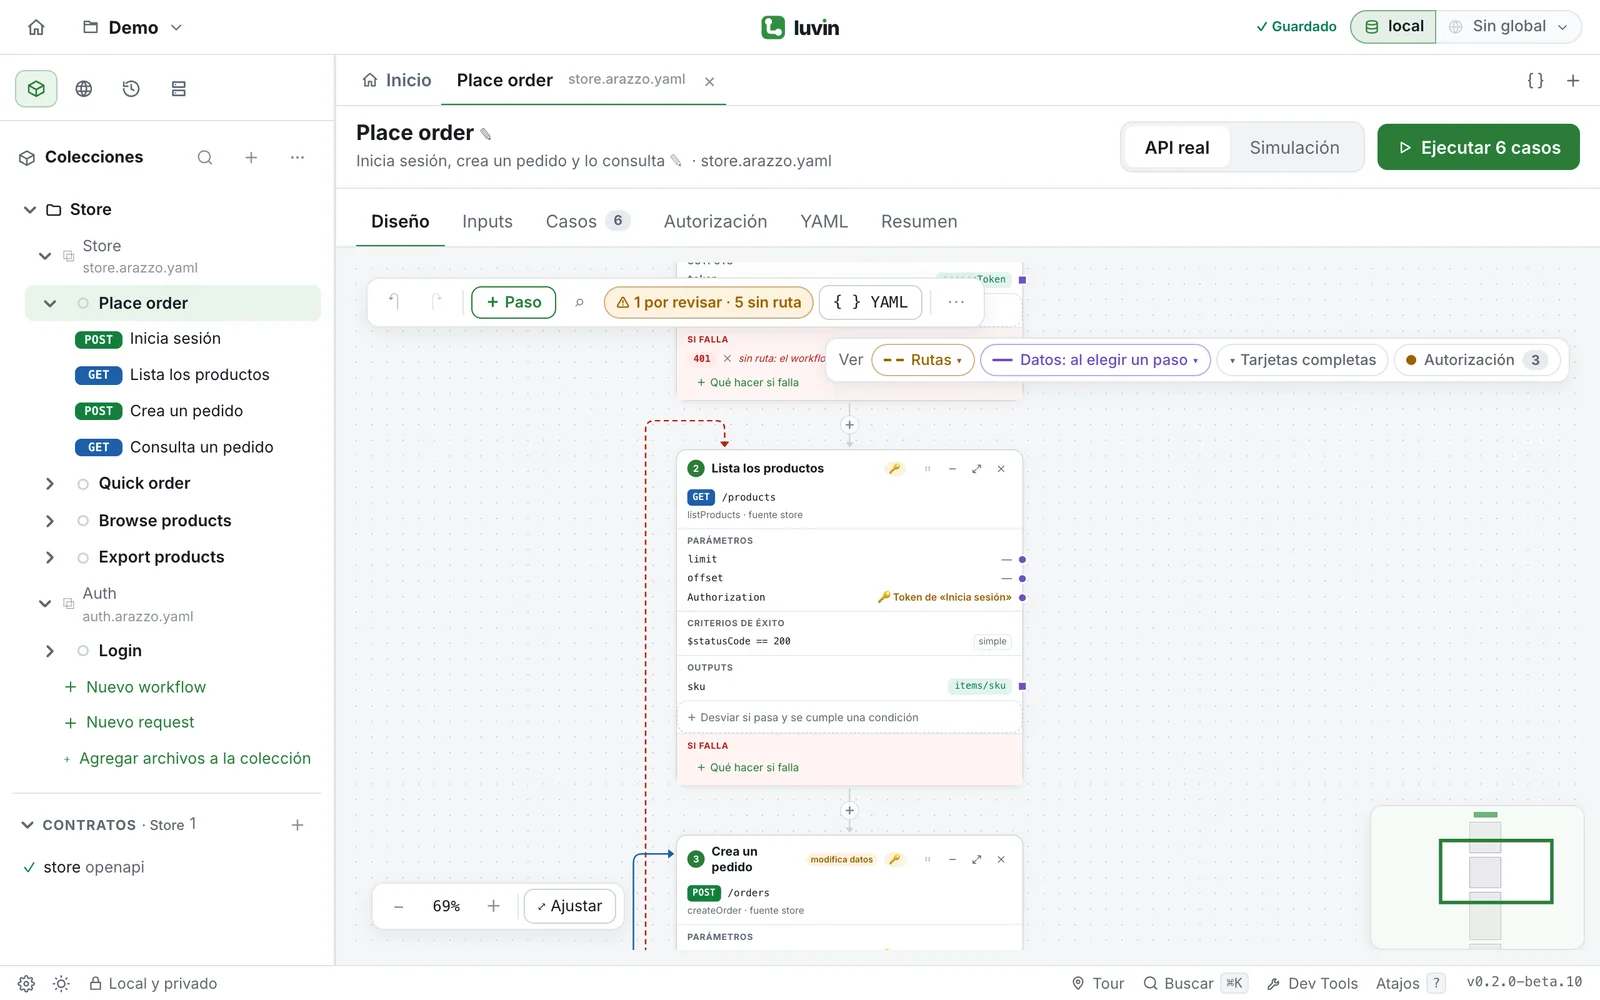 Demo
luvin
Guardado
local
Sin global
Inicio
Place order
store.arazzo.yaml
Colecciones
Place order
Inicia sesión, crea un pedido y lo consulta · store.arazzo.yaml
API real
Simulación
Ejecutar 6 casos
Diseño
Inputs
Casos 6
Autorización
YAML
Resumen
Store
Store
store.arazzo.yaml
Place order
POST Inicia sesión
GET Lista los productos
POST Crea un pedido
GET Consulta un pedido
Quick order
Browse products
Export products
Auth
auth.arazzo.yaml
Login
+ Nuevo workflow
+ Nuevo request
+ Agregar archivos a la colección
CONTRATOS · Store 1
store openapi
+ Paso
1 por revisar · 5 sin ruta
{ } YAML
SI FALLA
401 × sin ruta: el workflo
+ Qué hacer si falla
Ver
Rutas
Datos: al elegir un paso
Tarjetas completas
Autorización 3
2 Lista los productos
GET /products
listProducts · fuente store
PARÁMETROS
limit —
offset —
Authorization Token de «Inicia sesión»
CRITERIOS DE ÉXITO
$statusCode == 200 simple
OUTPUTS
sku items/sku
+ Desviar si pasa y se cumple una condición
SI FALLA
+ Qué hacer si falla
3 Crea un pedido
modifica datos
POST /orders
createOrder · fuente store
PARÁMETROS
− 69% +
Ajustar
Local y privado
Tour
Buscar ⌘K
Dev Tools
Atajos ?
v0.2.0-beta.10